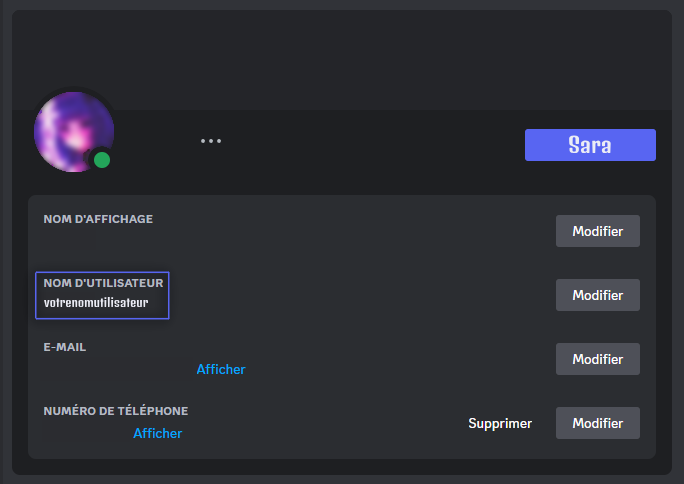 Sara
NOM D'AFFICHAGE
Modifier
NOM D'UTILISATEUR
votrenomutilisateur
Modifier
E-MAIL
Afficher
Modifier
NUMÉRO DE TÉLÉPHONE
Afficher
Supprimer
Modifier